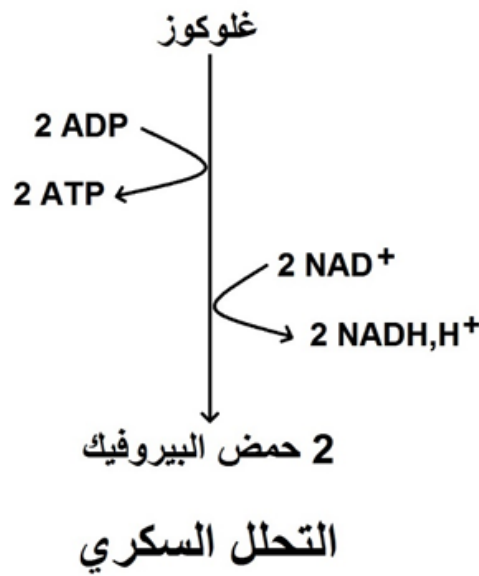 غلوكوز
2 ADP
2 ATP
2 NAD⁺
2 NADH,H⁺
2 حمض البيروفيك
التحلل السكري